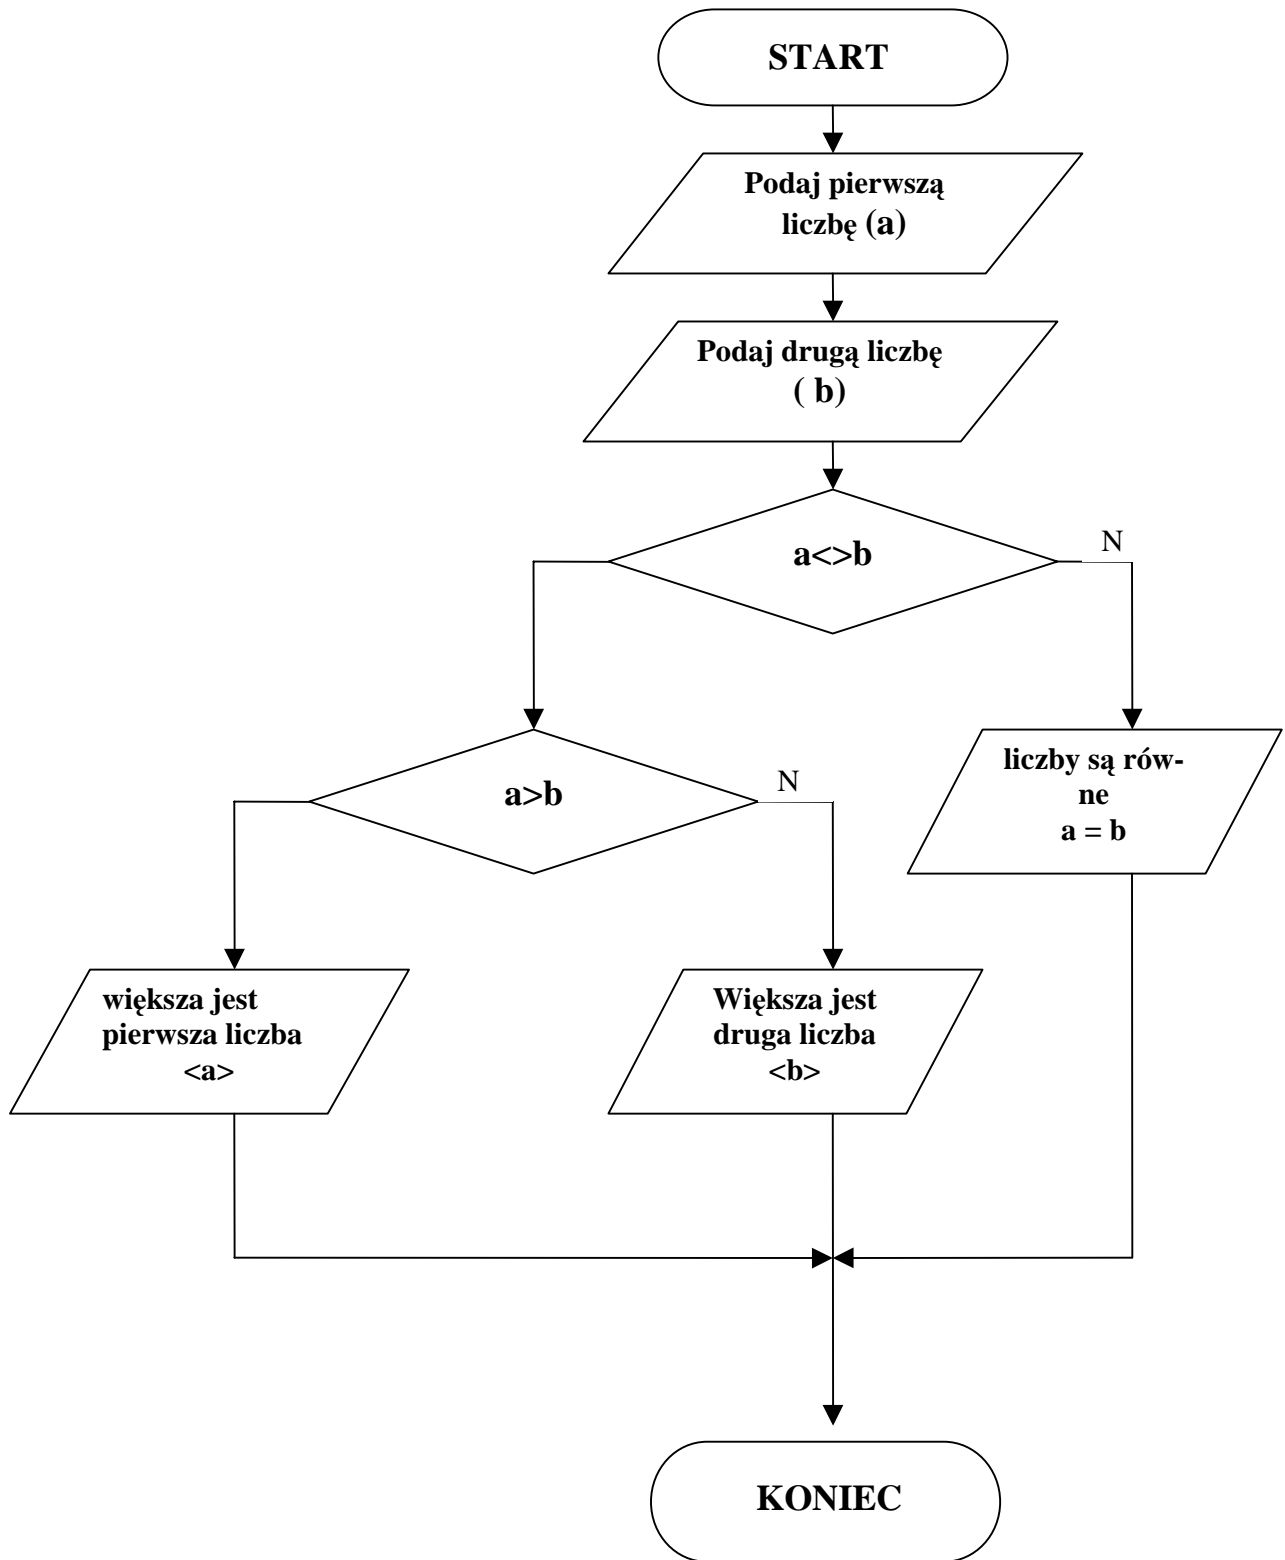 START
Podaj pierwszą
liczbę (a)
Podaj drugą liczbę
( b)
a<>b
N
a>b
N
liczby są rów-
ne
a = b
większa jest
pierwsza liczba
<a>
Większa jest
druga liczba
<b>
KONIEC